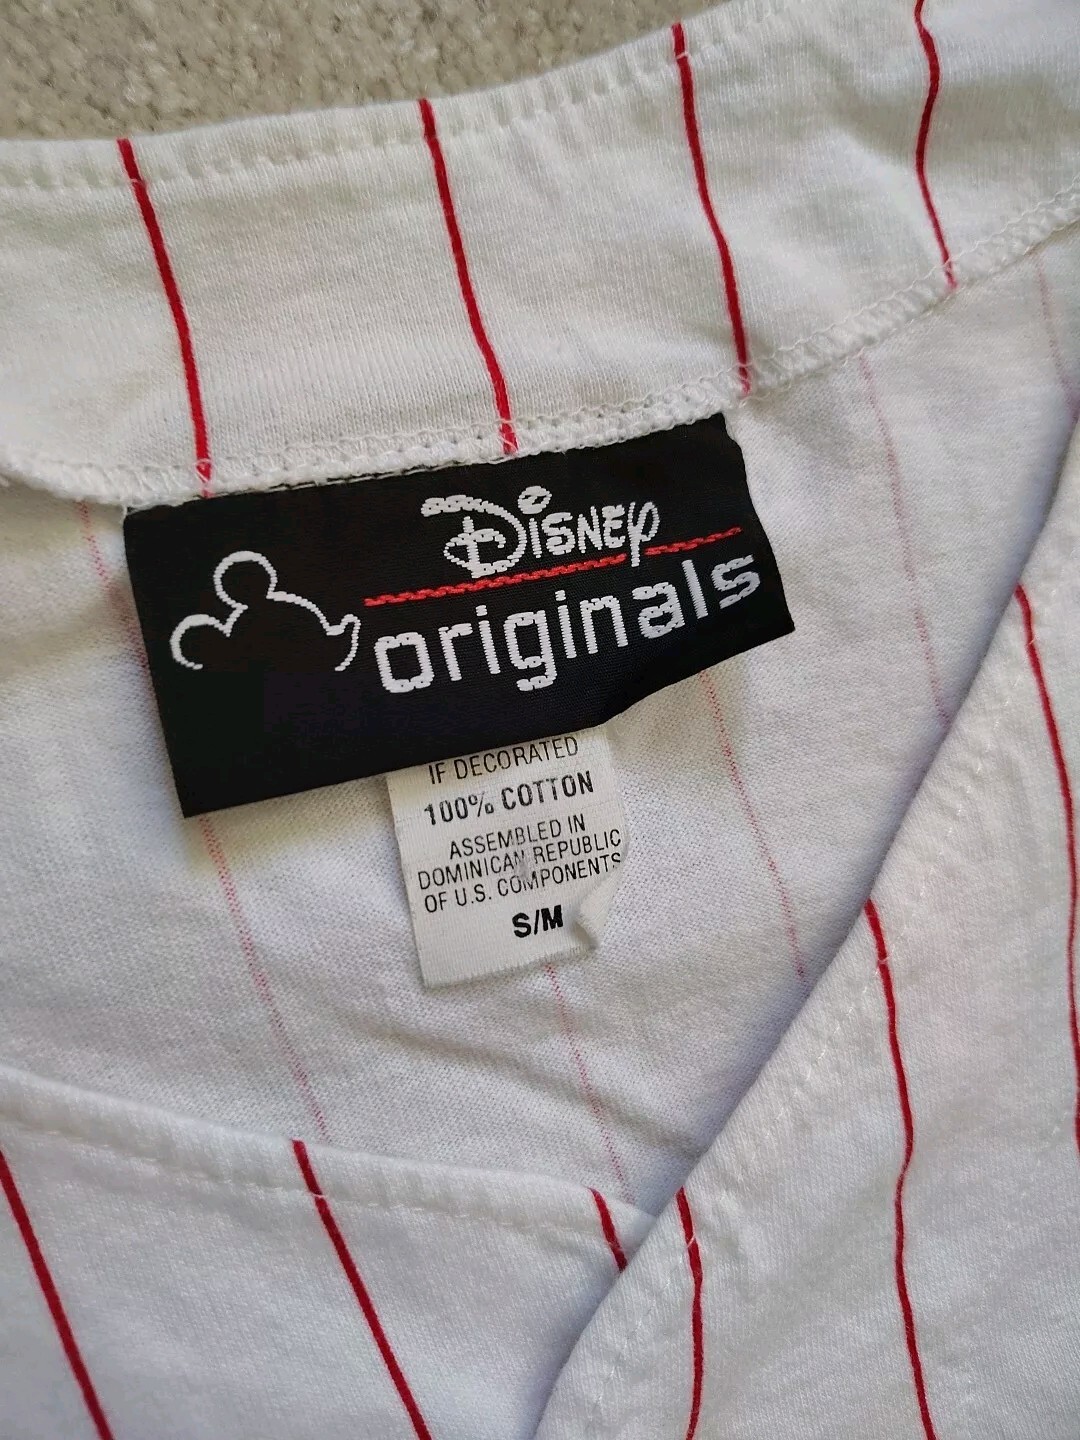 Disney
originals
IF DECORATED
100% COTTON
ASSEMBLED IN
DOMINICAN REPUBLIC
OF U.S. COMPONENTS
S/M